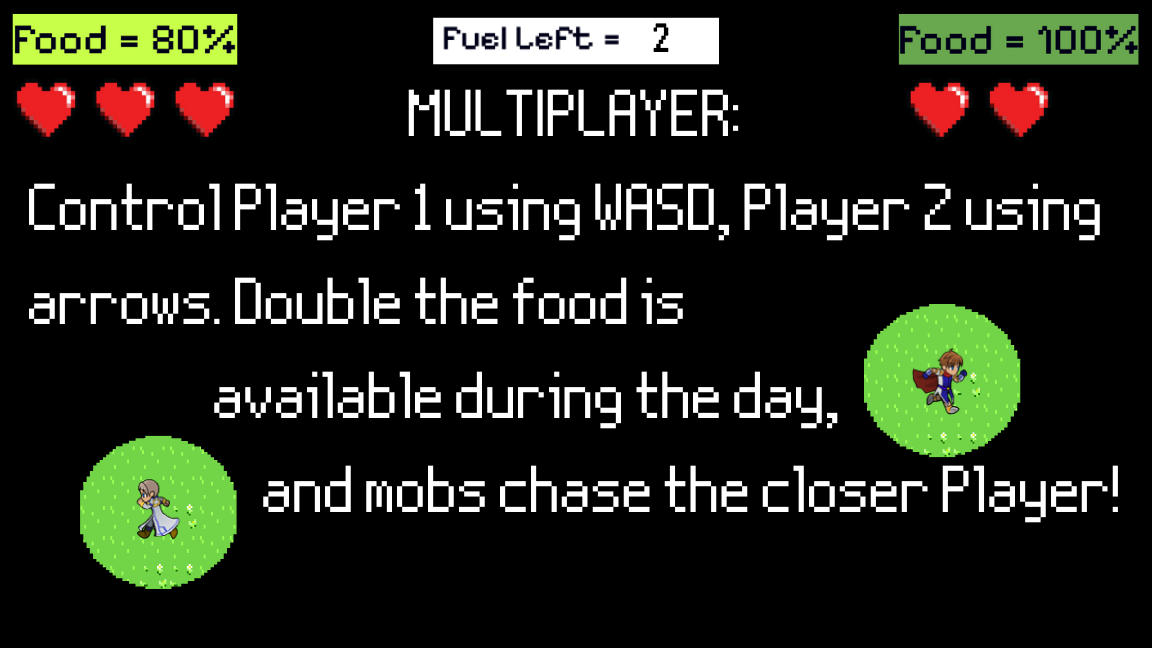 Food = 80%
Fuel Left = 2
Food = 100%
MULTIPLAYER:
Control Player 1 using WASD, Player 2 using
arrows. Double the food is
available during the day,
and mobs chase the closer Player!